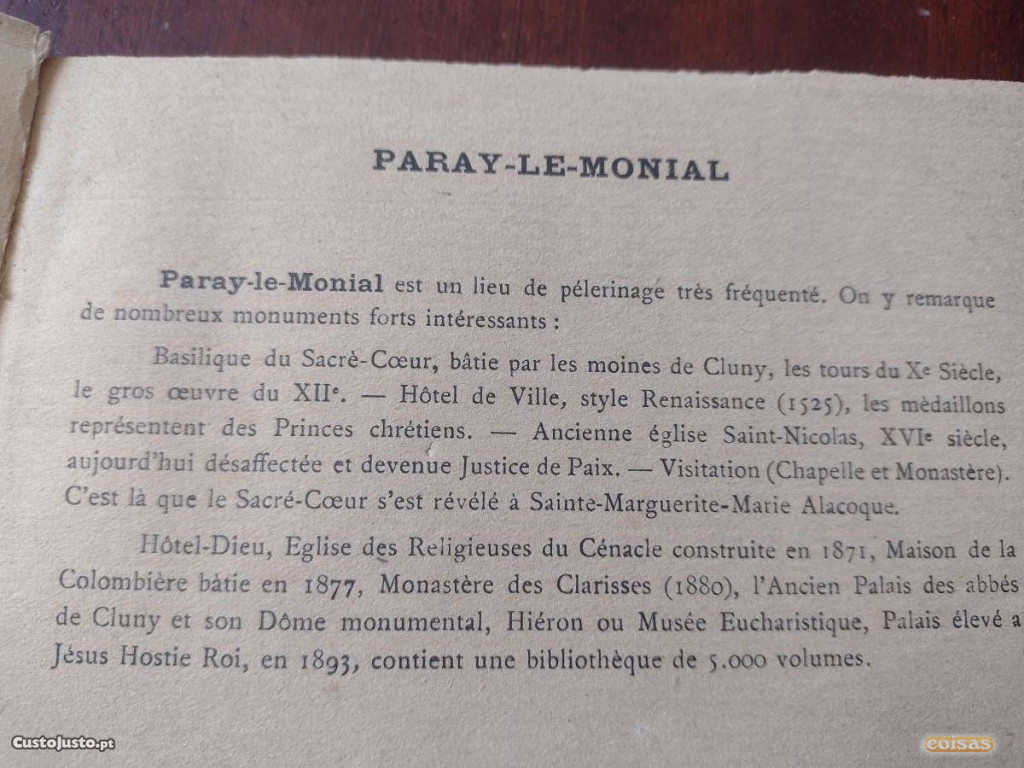 PARAY-LE-MONIAL
Paray-le-Monial est un lieu de pélerinage très fréquenté. On y remarque
de nombreux monuments forts intéressants :
Basilique du Sacrè-Cœur, bâtie par les moines de Cluny, les tours du Xe Siècle,
le gros œuvre du XIIe. — Hôtel de Ville, style Renaissance (1525), les mèdaillons
représentent des Princes chrétiens. — Ancienne église Saint-Nicolas, XVIe siècle,
aujourd'hui désaffectée et devenue Justice de Paix. — Visitation (Chapelle et Monastère).
C'est là que le Sacré-Cœur s'est révélé à Sainte-Marguerite-Marie Alacoque.
Hôtel-Dieu, Eglise des Religieuses du Cénacle construite en 1871, Maison de la
Colombière bâtie en 1877, Monastère des Clarisses (1880), l'Ancien Palais des abbés
de Cluny et son Dôme monumental, Hiéron ou Musée Eucharistique, Palais élevé a
Jésus Hostie Roi, en 1893, contient une bibliothèque de 5.000 volumes.
CustoJusto.pt
coisas